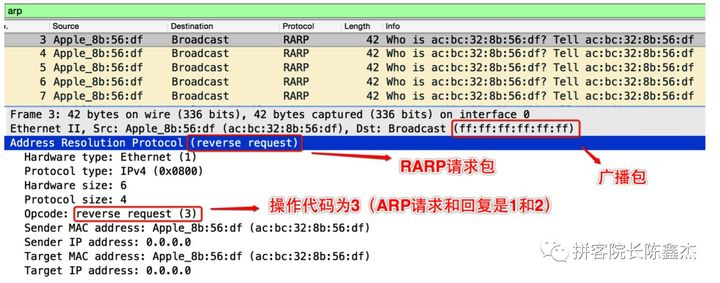 arp
Source Destination Protocol Length Info
3 Apple_8b:56:df Broadcast RARP 42 Who is ac:bc:32:8b:56:df? Tell ac:bc:32:8b:56:df
4 Apple_8b:56:df Broadcast RARP 42 Who is ac:bc:32:8b:56:df? Tell ac:bc:32:8b:56:df
5 Apple_8b:56:df Broadcast RARP 42 Who is ac:bc:32:8b:56:df? Tell ac:bc:32:8b:56:df
6 Apple_8b:56:df Broadcast RARP 42 Who is ac:bc:32:8b:56:df? Tell ac:bc:32:8b:56:df
7 Apple_8b:56:df Broadcast RARP 42 Who is ac:bc:32:8b:56:df? Tell ac:bc:32:8b:56:df
Frame 3: 42 bytes on wire (336 bits), 42 bytes captured (336 bits) on interface 0
Ethernet II, Src: Apple_8b:56:df (ac:bc:32:8b:56:df), Dst: Broadcast (ff:ff:ff:ff:ff:ff)
Address Resolution Protocol (reverse request)
Hardware type: Ethernet (1)
RARP请求包
广播包
Protocol type: IPv4 (0x0800)
Hardware size: 6
Protocol size: 4
Opcode: reverse request (3)
操作代码为3（ARP请求和回复是1和2）
Sender MAC address: Apple_8b:56:df (ac:bc:32:8b:56:df)
Sender IP address: 0.0.0.0
Target MAC address: Apple_8b:56:df (ac:bc:32:8b:56:df)
Target IP address: 0.0.0.0
拼客院长陈鑫杰